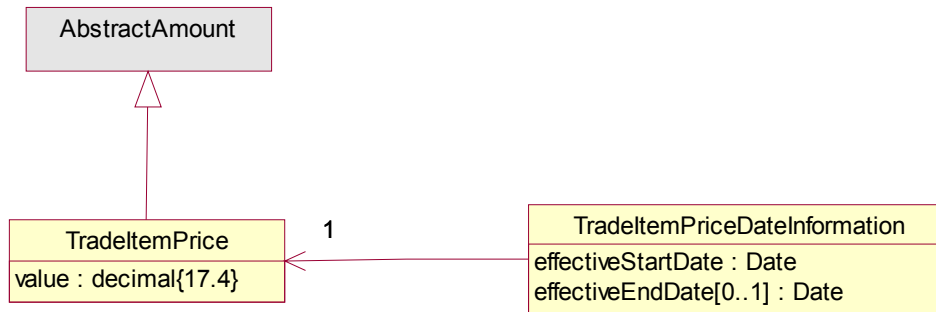 AbstractAmount
TradeItemPrice
value : decimal{17.4}
1
TradeItemPriceDateInformation
effectiveStartDate : Date
effectiveEndDate[0..1] : Date